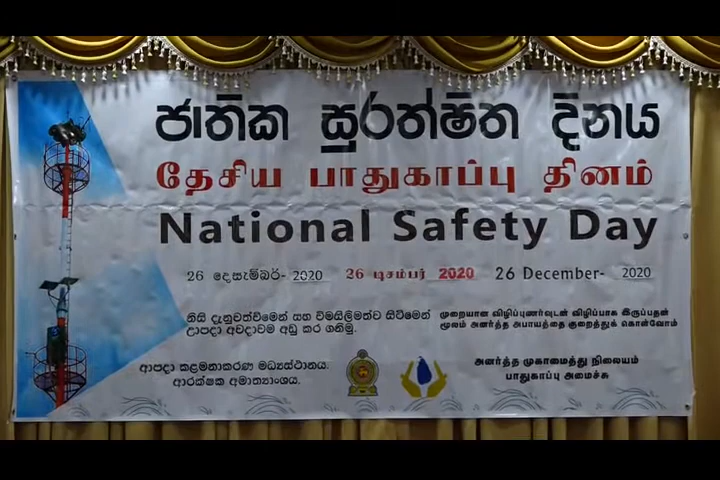 ජාතික සුරක්ෂිත දිනය
தேசிய பாதுகாப்பு தினம்
National Safety Day
26 දෙසැම්බර්- 2020 26 டிசம்பர் 2020 26 December- 2020
නිසි දැනුවත්වීමෙන් සහ විමසිලිමත්ව සිටීමෙන්
උාපදා අවදාවම අඩු කර ගනිමු.
முறையான விழிப்புணர்வுடன் விழிப்பாக இருப்பதன்
மூலம் அனர்த்த அபாயத்தை குறைத்துக் கொள்வோம்
ආපදා කළමනාකරණ මධ්‍යස්ථානය.
ආරක්ෂක අමාත්‍යාංශය.
அனர்த்த முகாமைத்து நிலையம்
பாதுகாப்பு அமைச்சு